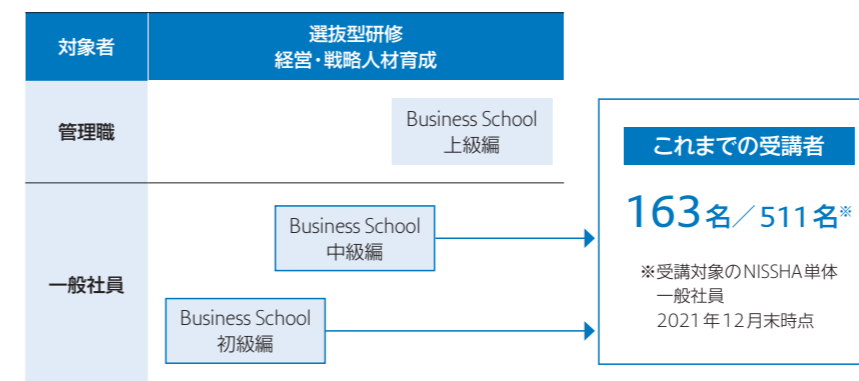 対象者
選抜型研修
経営・戦略人材育成
管理職
Business School
上級編
一般社員
Business School
中級編
Business School
初級編
これまでの受講者
163名／511名※
※受講対象のNISSHA単体
一般社員
2021年12月末時点